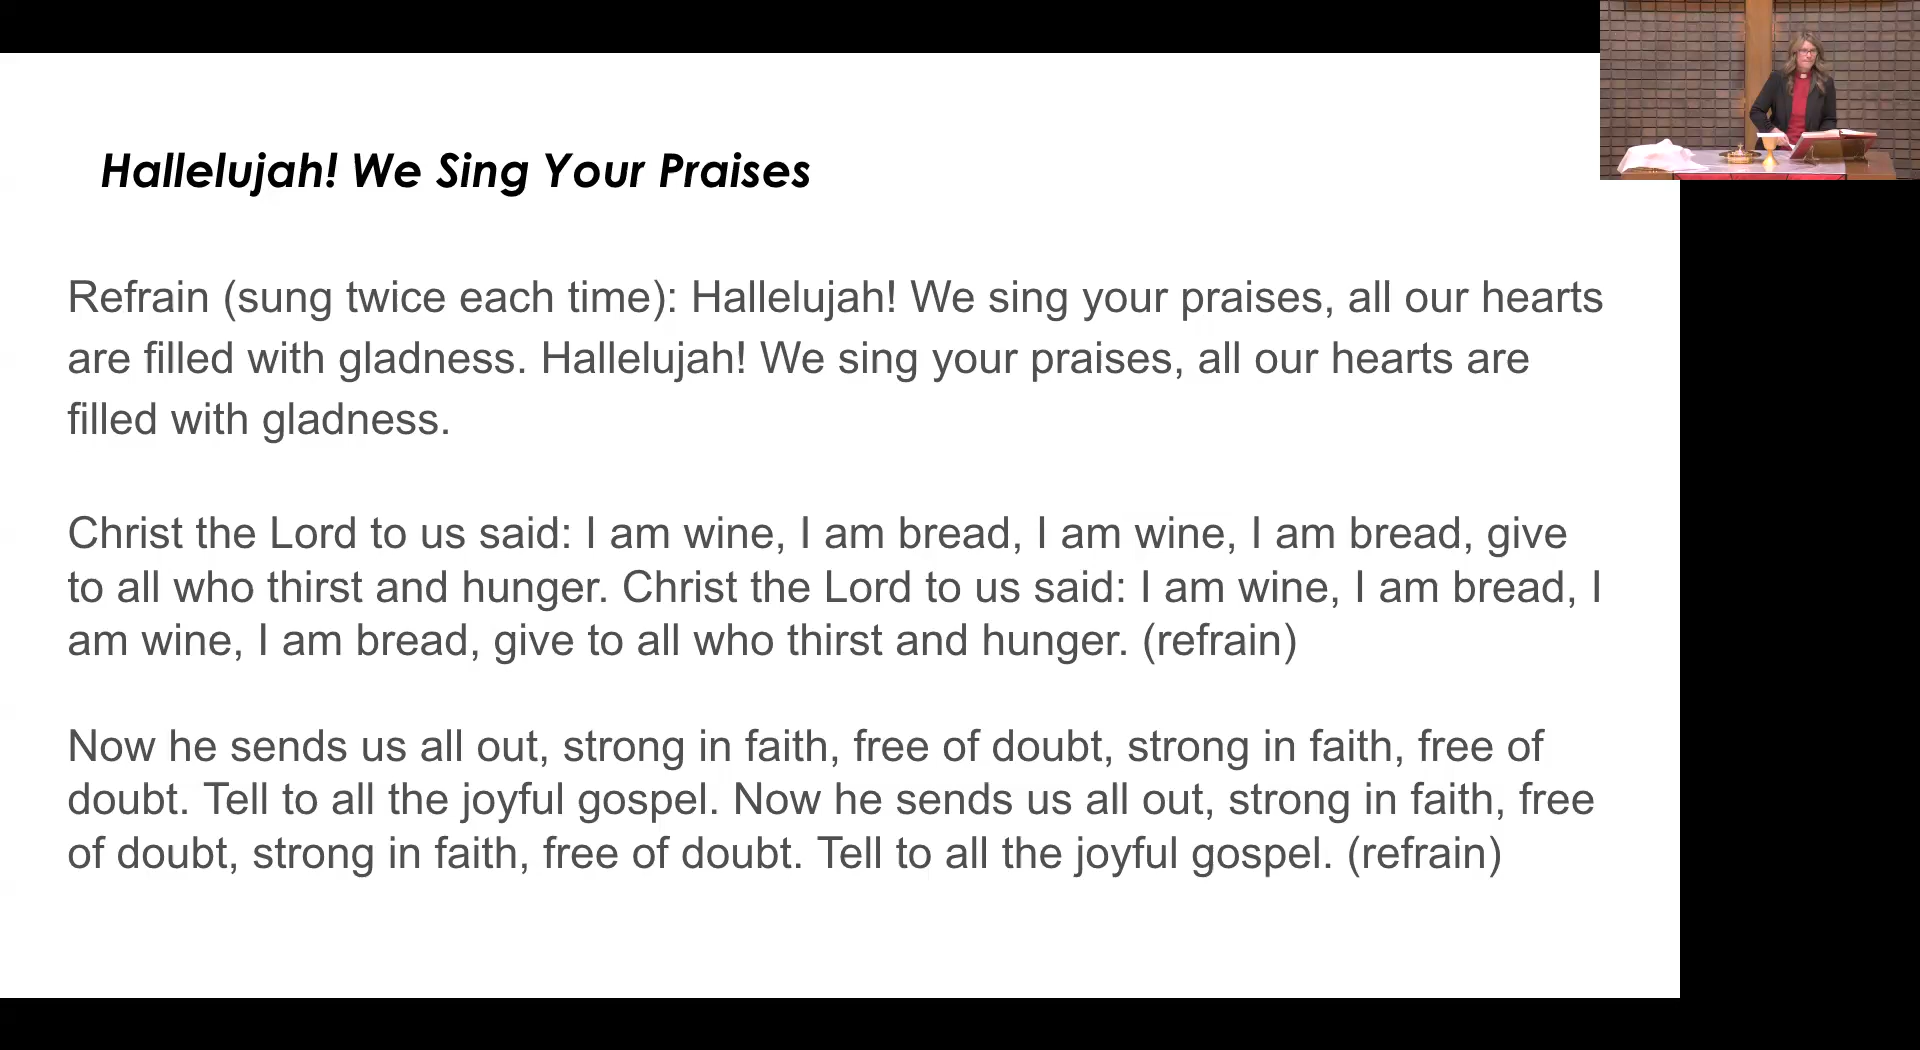 Hallelujah! We Sing Your Praises
Refrain (sung twice each time): Hallelujah! We sing your praises, all our hearts
are filled with gladness. Hallelujah! We sing your praises, all our hearts are
filled with gladness.
Christ the Lord to us said: I am wine, I am bread, I am wine, I am bread, give
to all who thirst and hunger. Christ the Lord to us said: I am wine, I am bread, I
am wine, I am bread, give to all who thirst and hunger. (refrain)
Now he sends us all out, strong in faith, free of doubt, strong in faith, free of
doubt. Tell to all the joyful gospel. Now he sends us all out, strong in faith, free
of doubt, strong in faith, free of doubt. Tell to all the joyful gospel. (refrain)